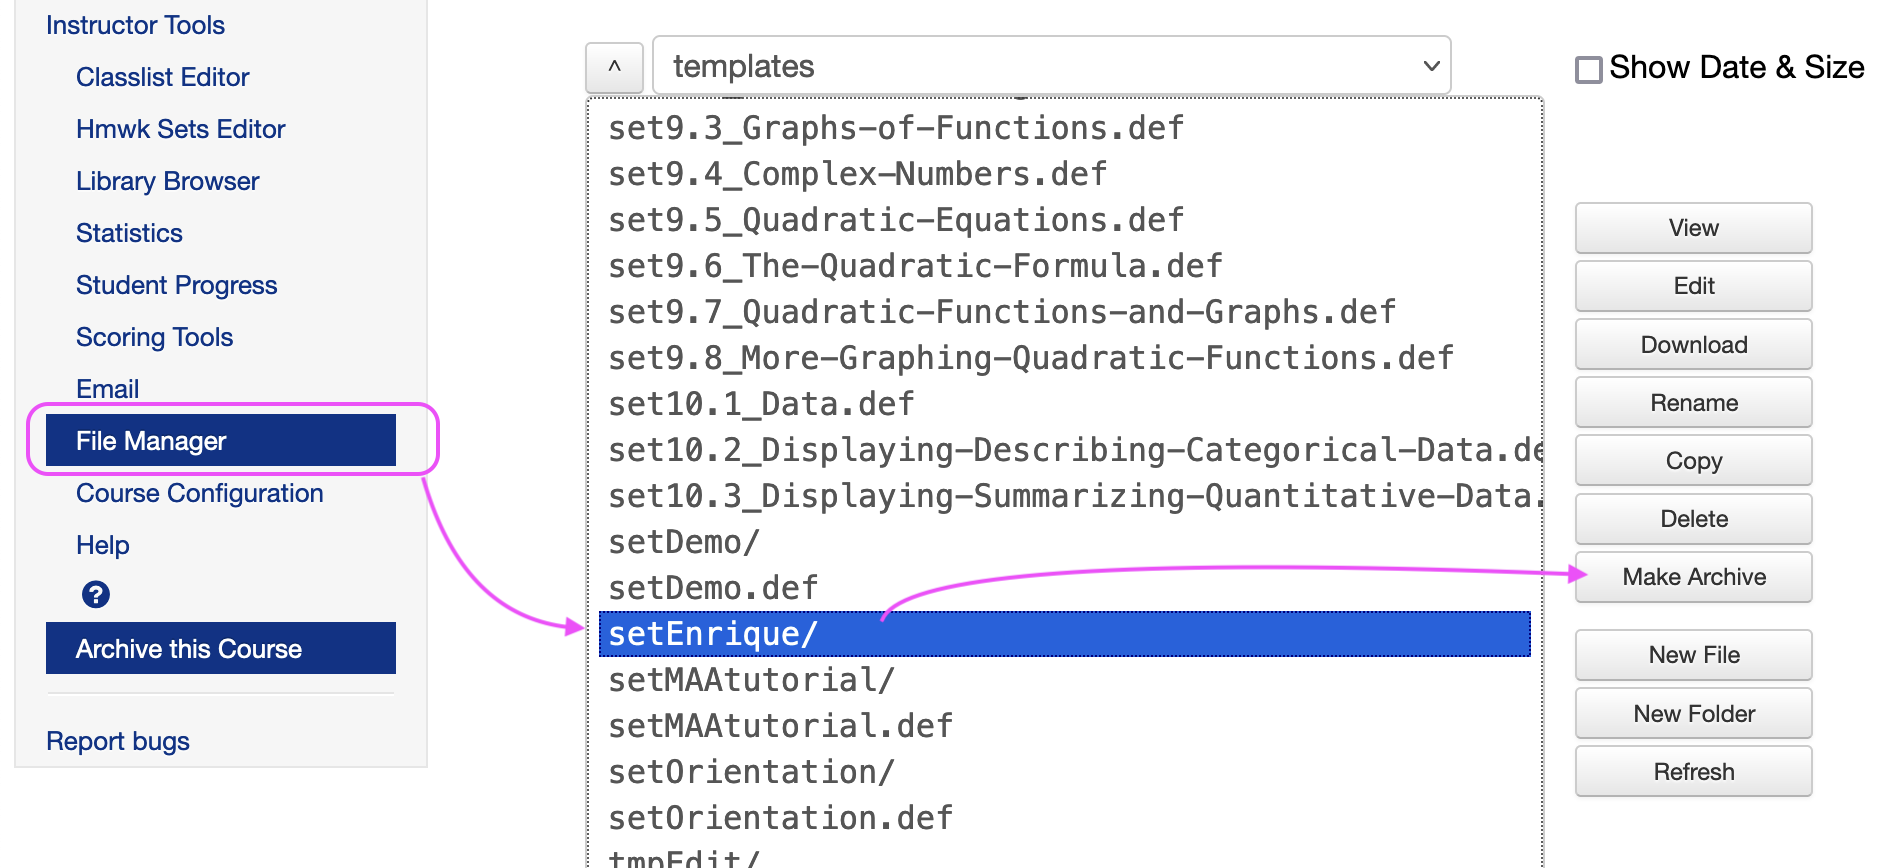 Instructor Tools
Classlist Editor
Hmwk Sets Editor
Library Browser
Statistics
Student Progress
Scoring Tools
Email
File Manager
Course Configuration
Help
?
Archive this Course
Report bugs
^ templates
set9.3_Graphs-of-Functions.def
set9.4_Complex-Numbers.def
set9.5_Quadratic-Equations.def
set9.6_The-Quadratic-Formula.def
set9.7_Quadratic-Functions-and-Graphs.def
set9.8_More-Graphing-Quadratic-Functions.def
set10.1_Data.def
set10.2_Displaying-Describing-Categorical-Data.de
set10.3_Displaying-Summarizing-Quantitative-Data.
setDemo/
setDemo.def
setEnrique/
setMAAtutorial/
setMAAtutorial.def
setOrientation/
setOrientation.def
tmpEdit/
Show Date & Size
View
Edit
Download
Rename
Copy
Delete
Make Archive
New File
New Folder
Refresh